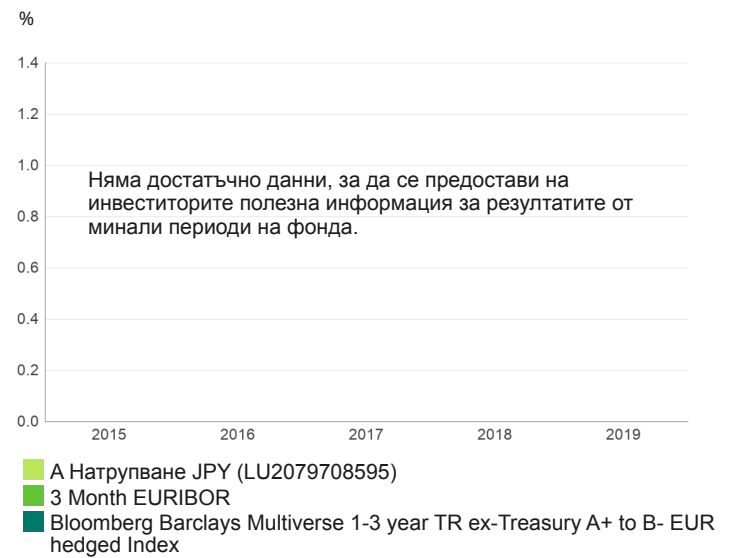 %
1.4
1.2
1.0
Няма достатъчно данни, за да се предостави на
инвеститорите полезна информация за резултатите от
минали периоди на фонда.
0.8
0.6
0.4
0.2
0.0
2015 2016 2017 2018 2019
А Натрупване JPY (LU2079708595)
3 Month EURIBOR
Bloomberg Barclays Multiverse 1-3 year TR ex-Treasury A+ to B- EUR
hedged Index